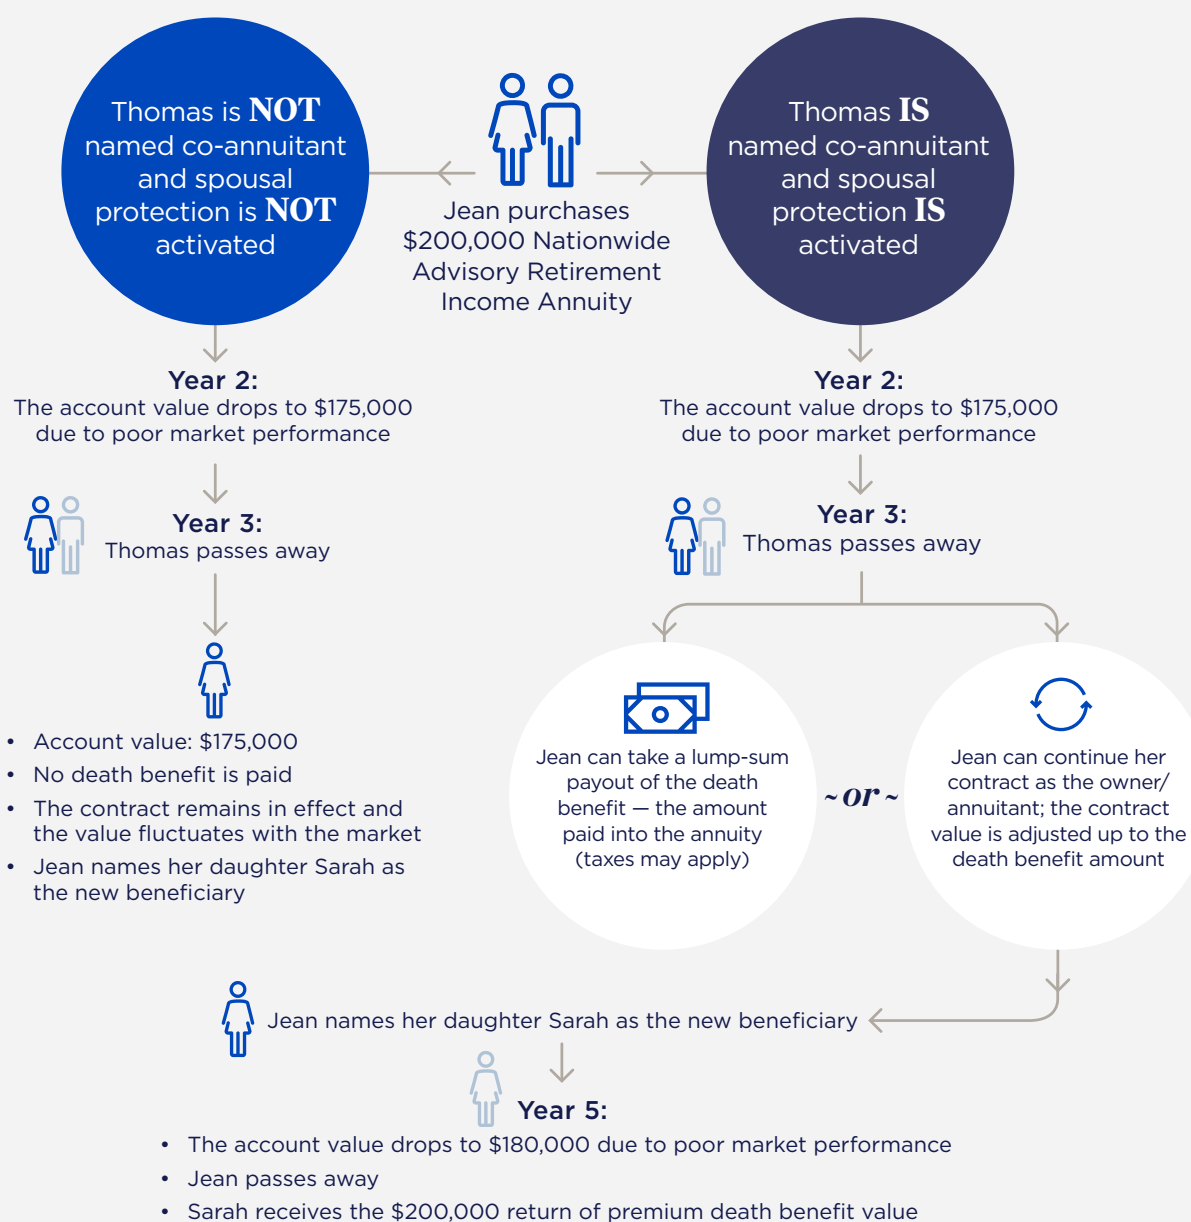 Thomas is NOT
named co-annuitant
and spousal
protection is NOT
activated
Jean purchases
$200,000 Nationwide
Advisory Retirement
Income Annuity
Thomas IS
named co-annuitant
and spousal
protection IS
activated
Year 2:
The account value drops to $175,000
due to poor market performance
Year 3:
Thomas passes away
• Account value: $175,000
• No death benefit is paid
• The contract remains in effect and
the value fluctuates with the market
• Jean names her daughter Sarah as
the new beneficiary
Year 2:
The account value drops to $175,000
due to poor market performance
Year 3:
Thomas passes away
Jean can take a lump-sum
payout of the death
benefit — the amount
paid into the annuity
(taxes may apply)
~ or ~
Jean can continue her
contract as the owner/
annuitant; the contract
value is adjusted up to the
death benefit amount
Jean names her daughter Sarah as the new beneficiary
Year 5:
• The account value drops to $180,000 due to poor market performance
• Jean passes away
• Sarah receives the $200,000 return of premium death benefit value